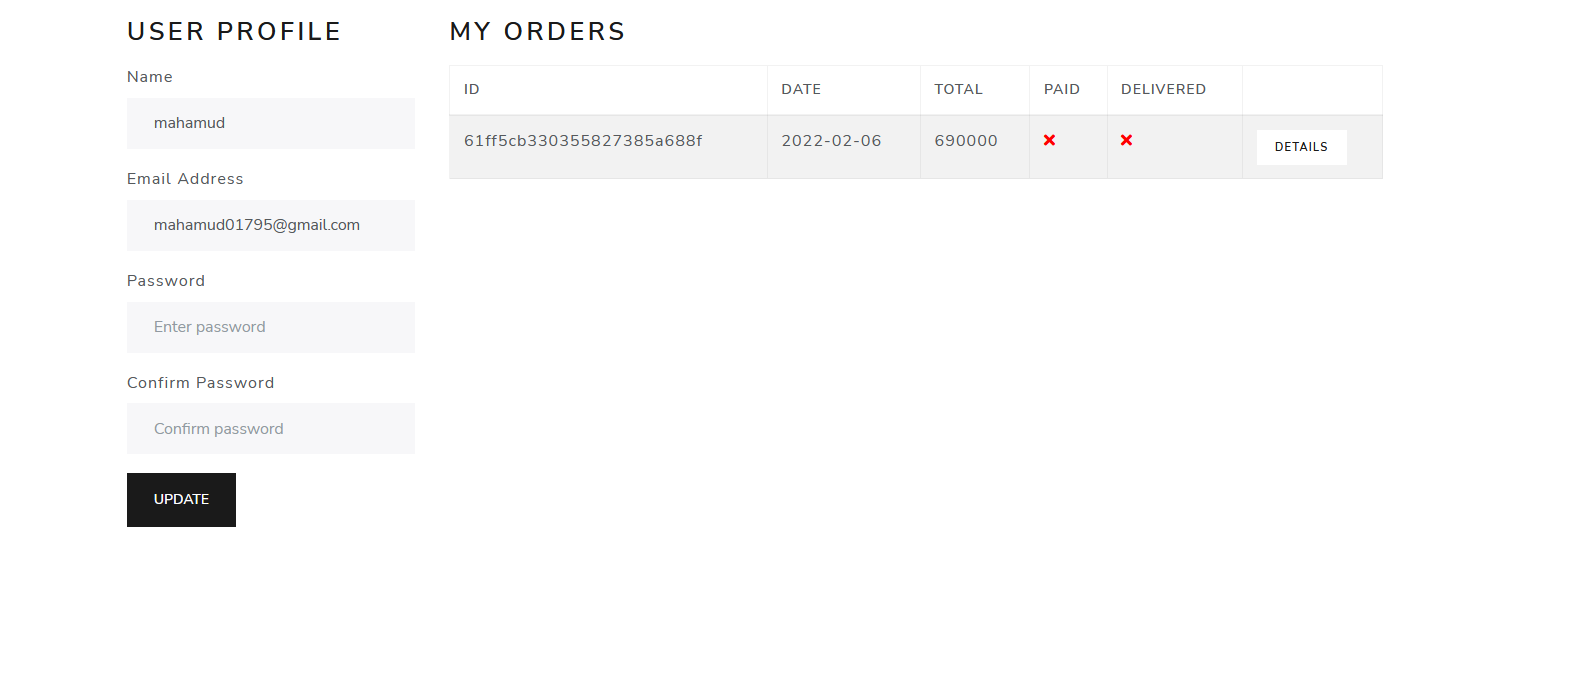 USER PROFILE
Name
mahamud
Email Address
mahamud01795@gmail.com
Password
Enter password
Confirm Password
Confirm password
UPDATE
MY ORDERS
ID DATE TOTAL PAID DELIVERED
61ff5cb330355827385a688f 2022-02-06 690000 DETAILS